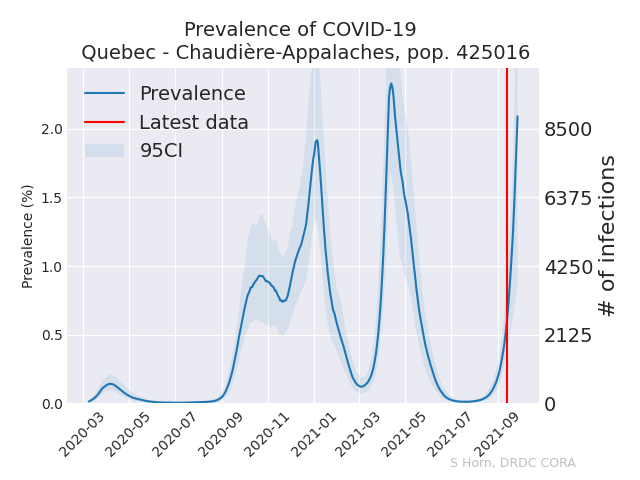 Prevalence of COVID-19
Quebec - Chaudière-Appalaches, pop. 425016
Prevalence
Latest data
95CI
Prevalence (%)
2.0
1.5
1.0
0.5
0.0
# of infections
8500
6375
4250
2125
0
2020-03
2020-05
2020-07
2020-09
2020-11
2021-01
2021-03
2021-05
2021-07
2021-09
S Horn, DRDC CORA